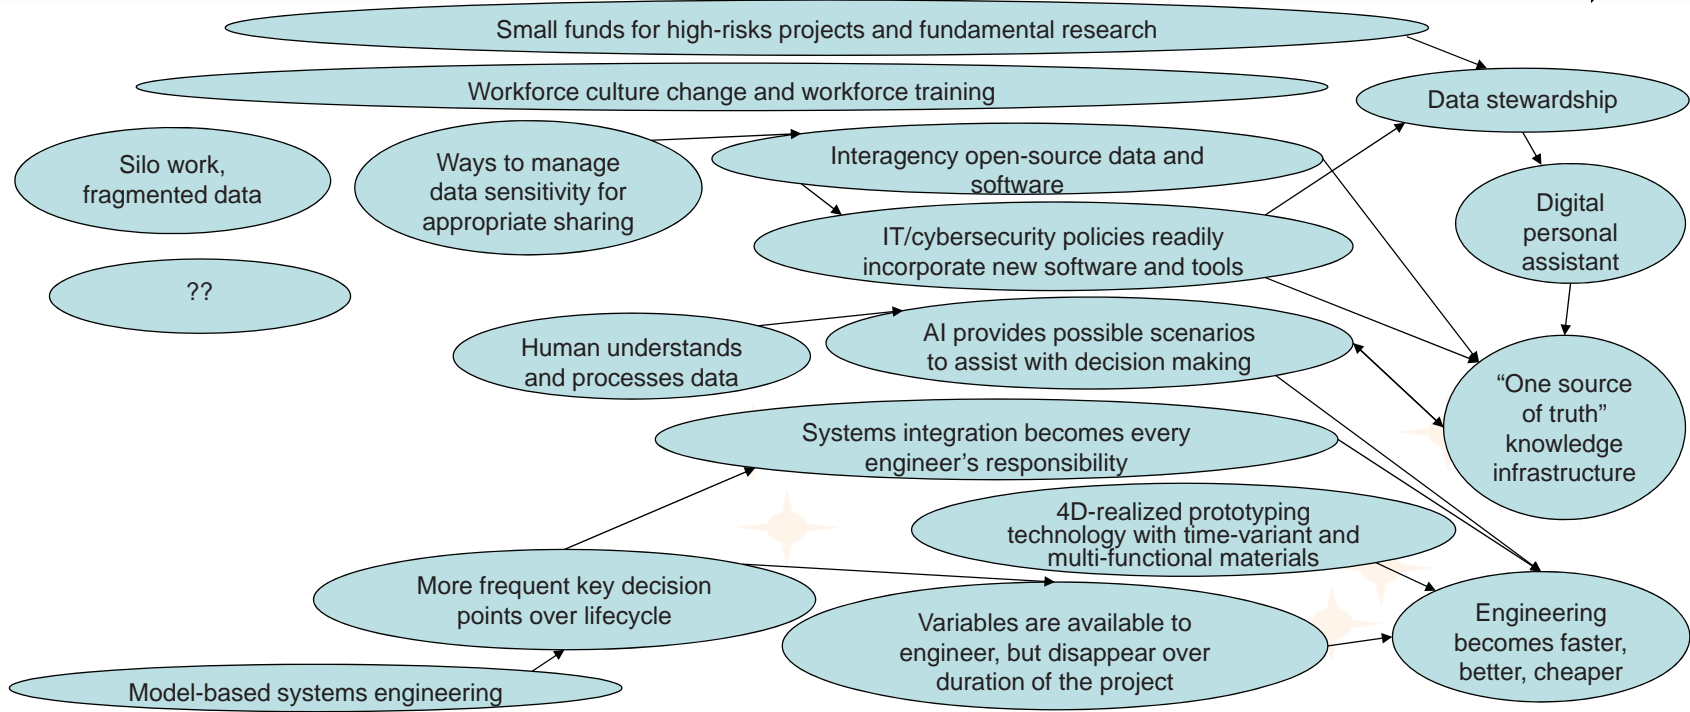 Small funds for high-risks projects and fundamental research
Workforce culture change and workforce training
Data stewardship
Silo work,
fragmented data
Ways to manage
data sensitivity for
appropriate sharing
Interagency open-source data and
software
Digital
personal
assistant
IT/cybersecurity policies readily
incorporate new software and tools
??
Human understands
and processes data
AI provides possible scenarios
to assist with decision making
“One source
of truth”
knowledge
infrastructure
Systems integration becomes every
engineer’s responsibility
4D-realized prototyping
technology with time-variant and
multi-functional materials
More frequent key decision
points over lifecycle
Variables are available to
engineer, but disappear over
duration of the project
Engineering
becomes faster,
better, cheaper
Model-based systems engineering